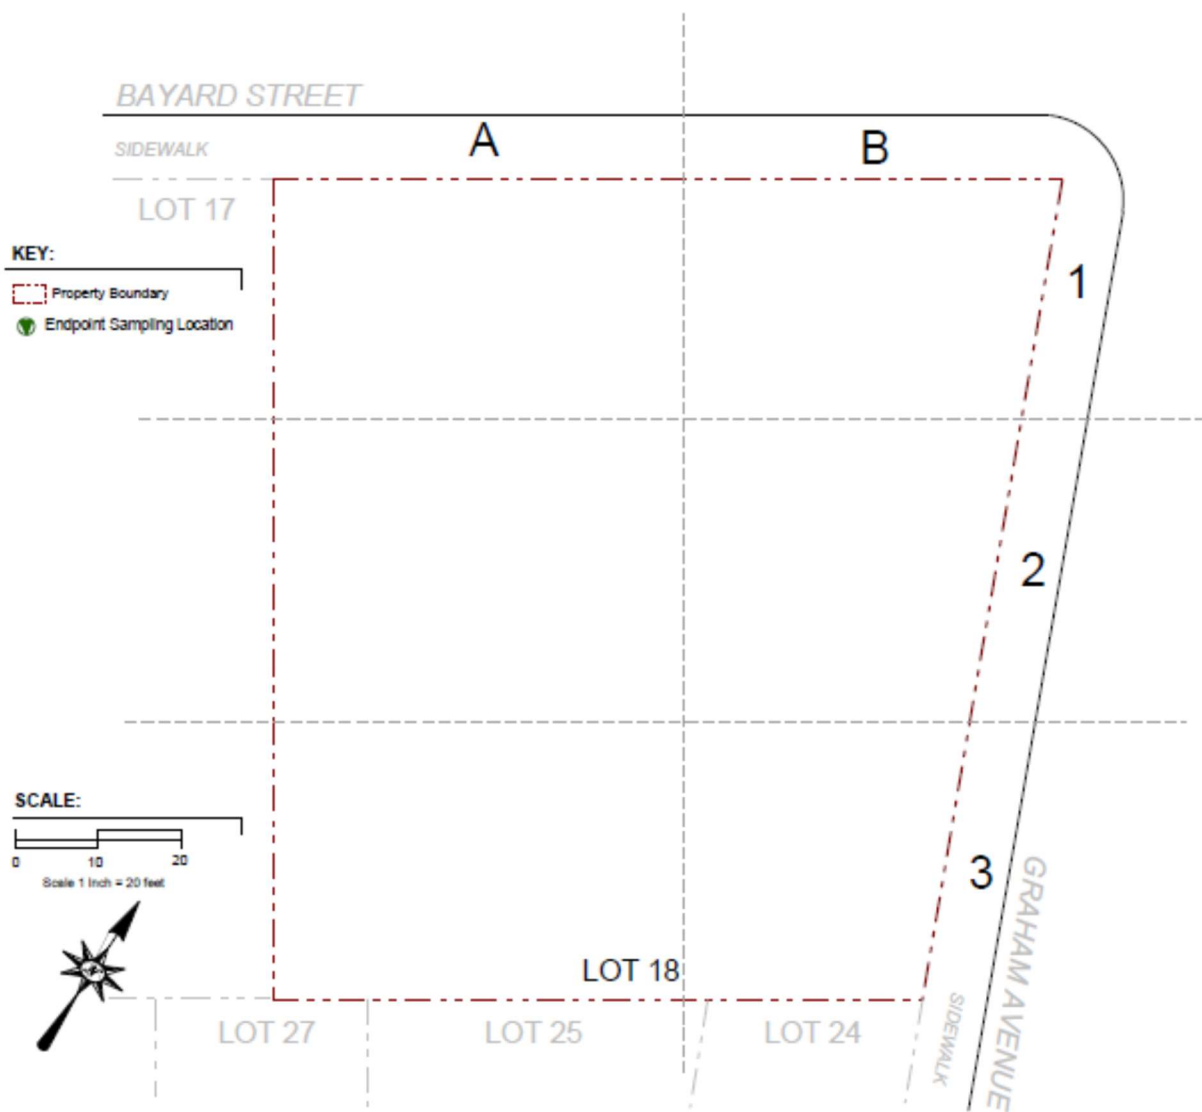 BAYARD STREET
SIDEWALK
A
B
LOT 17
KEY:
Property Boundary
Endpoint Sampling Location
1
2
3
SCALE:
0 10 20
Scale 1 Inch = 20 feet
LOT 18
LOT 27
LOT 25
LOT 24
SIDEWALK
GRAHAM AVENUE